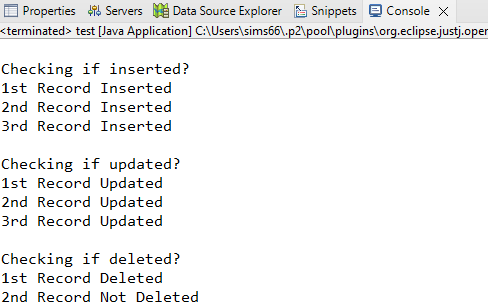 Properties Servers Data Source Explorer Snippets Console
<terminated> test [Java Application] C:\Users\sims66\.p2\pool\plugins\org.eclipse.justj.oper
Checking if inserted?
1st Record Inserted
2nd Record Inserted
3rd Record Inserted
Checking if updated?
1st Record Updated
2nd Record Updated
3rd Record Updated
Checking if deleted?
1st Record Deleted
2nd Record Not Deleted